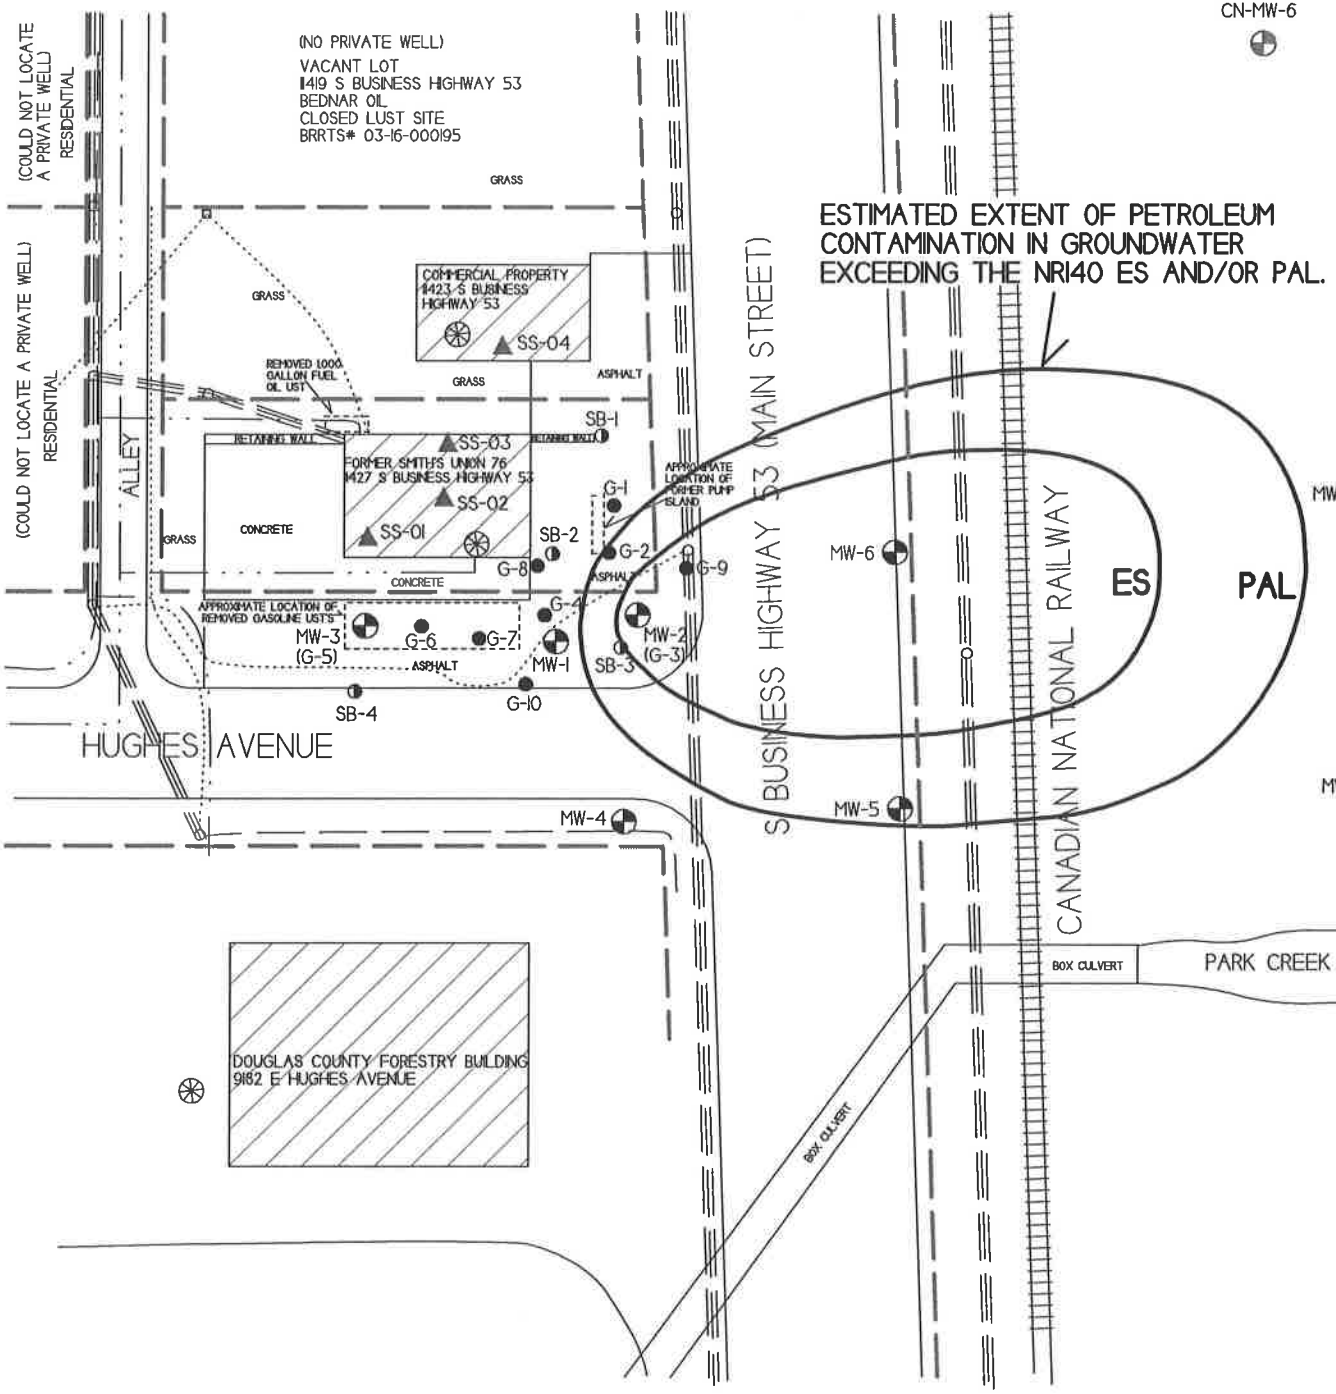 CN-MW-6
(COULD NOT LOCATE
A PRIVATE WELL)
RESIDENTIAL
(NO PRIVATE WELL)
VACANT LOT
11419 S BUSINESS HIGHWAY 53
BEDNAR OIL
CLOSED LUST SITE
BRRTS# 03-16-000195
GRASS
ESTIMATED EXTENT OF PETROLEUM
CONTAMINATION IN GROUNDWATER
EXCEEDING THE NR140 ES AND/OR PAL.
(COULD NOT LOCATE A PRIVATE WELL)
RESIDENTIAL
ALLEY
GRASS
COMMERCIAL PROPERTY
11423 S BUSINESS
HIGHWAY 53
SS-04
GRASS
ASPHALT
REMOVED 1000
GALLON FUEL
OIL UST
SB-1
RETAINING WALL
SS-03
RETAINING WALL
FORMER SMITH'S UNION 76
11427 S BUSINESS HIGHWAY 53
SS-02
SS-01
APPROXIMATE
LOCATION OF
FORMER PUMP
ISLAND
G-1
MW
S BUSINESS HIGHWAY 53 (MAIN STREET)
CANADIAN NATIONAL RAILWAY
GRASS
CONCRETE
SB-2
G-2
G-8
ASPHALT
G-9
MW-6
ES
PAL
CONCRETE
APPROXIMATE LOCATION OF
REMOVED GASOLINE UST'S
MW-3
(G-5)
G-6
G-7
G-4
MW-1
MW-2
(G-3)
SB-3
ASPHALT
SB-4
G-10
HUGHES AVENUE
MW-4
MW-5
BOX CULVERT
PARK CREEK
DOUGLAS COUNTY FORESTRY BUILDING
9182 E HUGHES AVENUE
BOX CULVERT